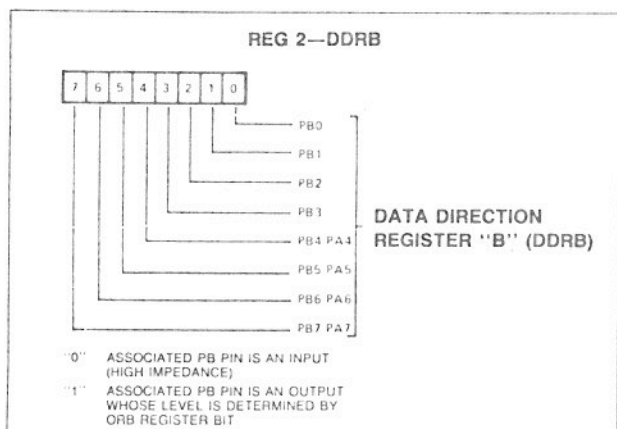 REG 2—DDRB
7 6 5 4 3 2 1 0
PB0
PB1
PB2
PB3
PB4 PA4
PB5 PA5
PB6 PA6
PB7 PA7
DATA DIRECTION
REGISTER "B" (DDRB)
"0" ASSOCIATED PB PIN IS AN INPUT
(HIGH IMPEDANCE)
"1" ASSOCIATED PB PIN IS AN OUTPUT
WHOSE LEVEL IS DETERMINED BY
ORB REGISTER BIT